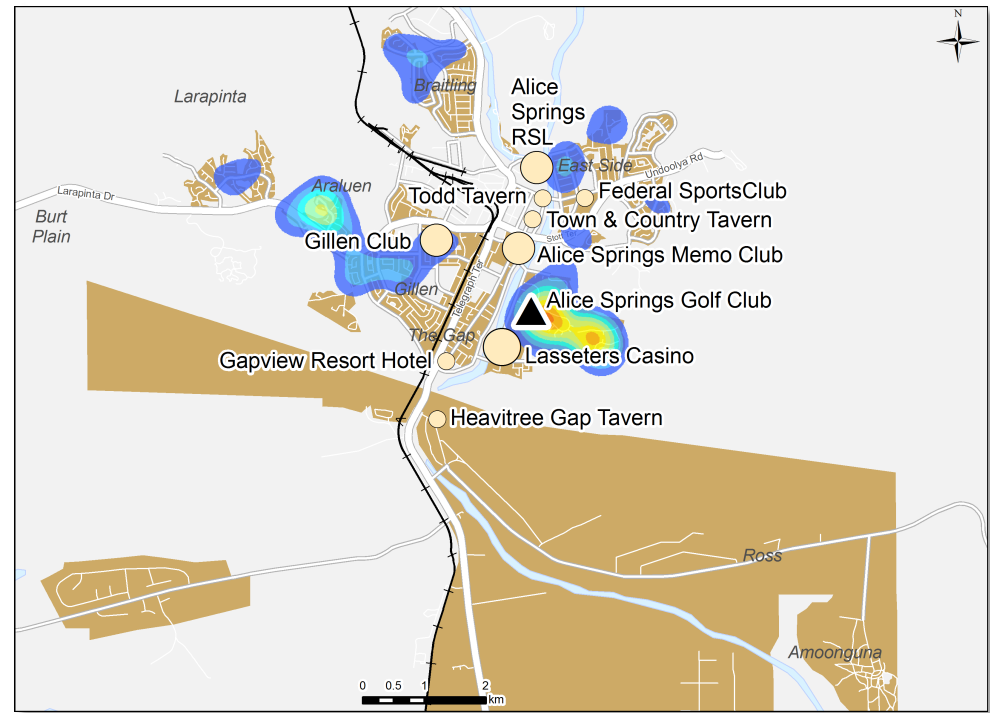 N
Larapinta
Braitling
Alice
Springs
RSL
East Side
Undoolya Rd
Larapinta Dr
Araluen
Todd Tavern
Federal SportsClub
Burt
Plain
Town & Country Tavern
Gillen Club
Alice Springs Memo Club
Telegraph Ter
Gillen
Alice Springs Golf Club
The Gap
Gapview Resort Hotel
Lasseters Casino
Heavitree Gap Tavern
Ross
Amoonguna
0 0.5 1 2
km